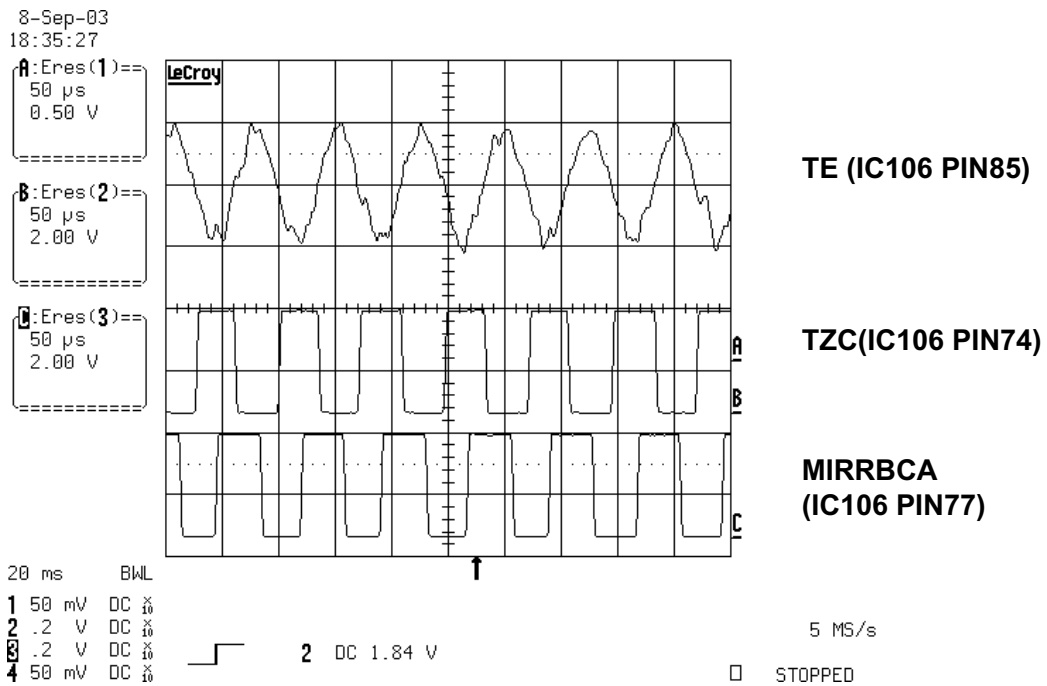 8-Sep-03
18:35:27
A:Eres(1)==
50 µs
0.50 V
LeCroy
B:Eres(2)==
50 µs
2.00 V
C:Eres(3)==
50 µs
2.00 V
TE (IC106 PIN85)
A
TZC(IC106 PIN74)
B
MIRRBCA
(IC106 PIN77)
C
20 ms BWL
1 50 mV DC X10
2 .2 V DC X10
3 .2 V DC X10
4 50 mV DC X10
2 DC 1.84 V
5 MS/s
STOPPED